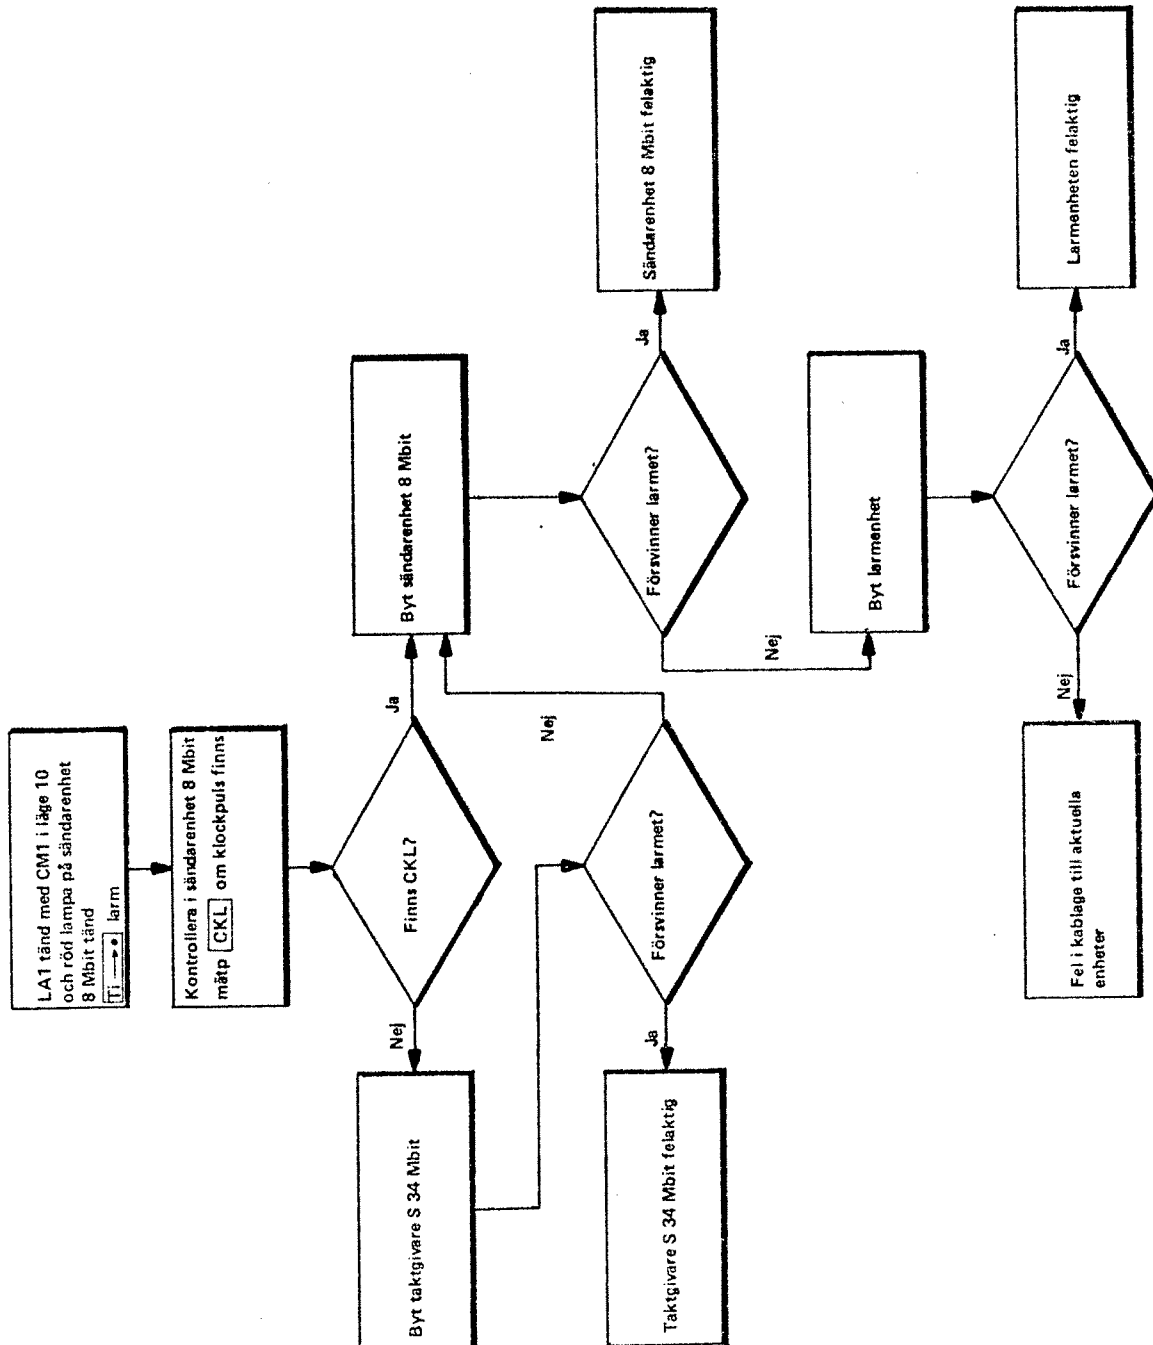 LA1 tänd med CM1 i läge 10
och röd lampa på sändarenhet
8 Mbit tänd
Ti →• larm
Kontrollera i sändarenhet 8 Mbit
mätp CKL om klockpuls finns
Finns CKL?
Ja
Nej
Byt taktgivare S 34 Mbit
Byt sändarenhet 8 Mbit
Försvinner larmet?
Nej
Ja
Taktgivare S 34 Mbit felaktig
Försvinner larmet?
Ja
Nej
Sändarenhet 8 Mbit felaktig
Byt larmenhet
Försvinner larmet?
Ja
Nej
Larmenheten felaktig
Fel i kablage till aktuella
enheter